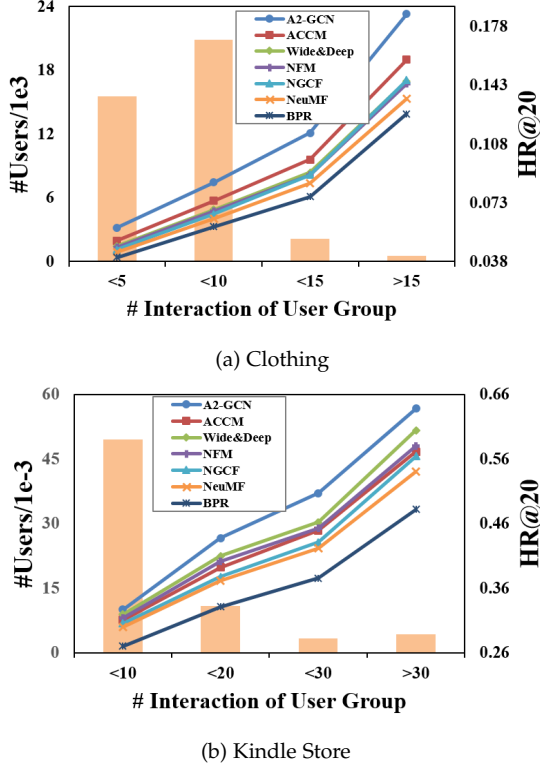 24
18
12
6
0
#Users/1e3
A2-GCN
ACCM
Wide&Deep
NFM
NGCF
NeuMF
BPR
0.178
0.143
0.108
0.073
0.038
HR@20
<5
<10
<15
>15
# Interaction of User Group
(a) Clothing
60
45
30
15
0
#Users/1e-3
A2-GCN
ACCM
Wide&Deep
NFM
NGCF
NeuMF
BPR
0.66
0.56
0.46
0.36
0.26
HR@20
<10
<20
<30
>30
# Interaction of User Group
(b) Kindle Store